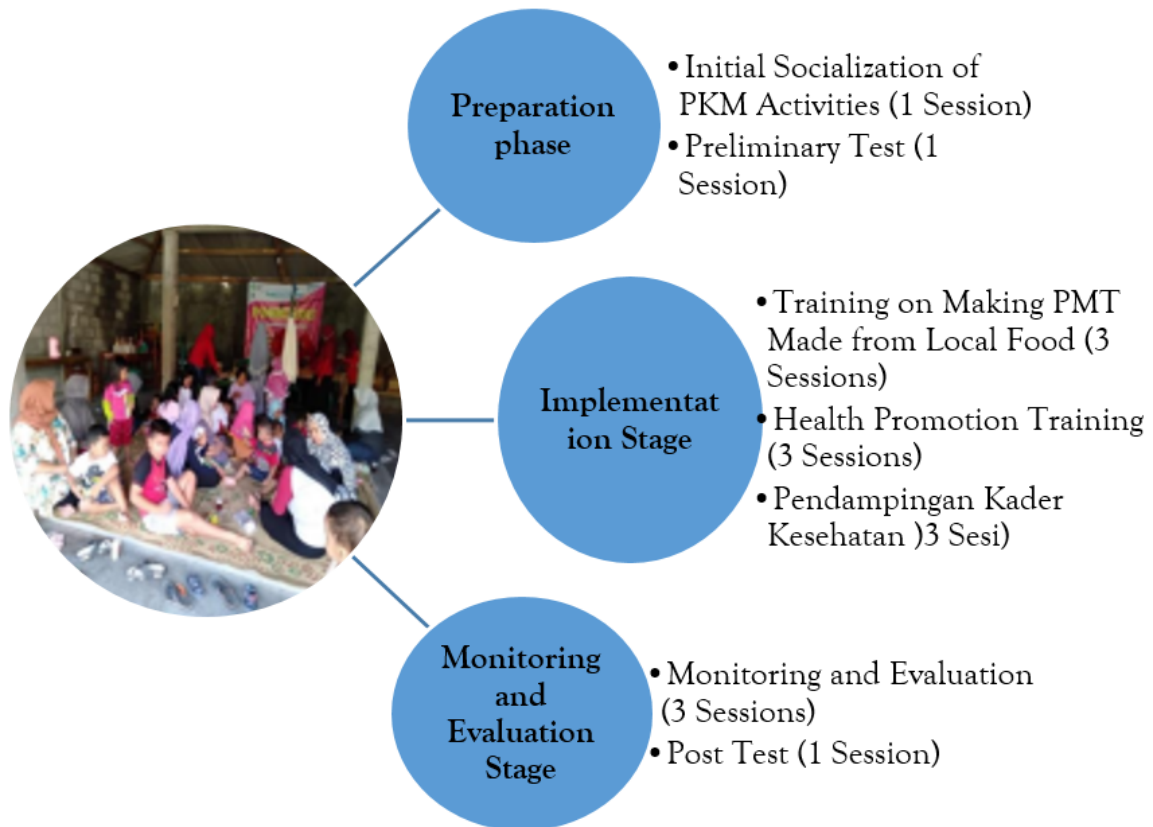 Preparation
phase
• Initial Socialization of
PKM Activities (1 Session)
• Preliminary Test (1
Session)
Implementat
ion Stage
• Training on Making PMT
Made from Local Food (3
Sessions)
• Health Promotion Training
(3 Sessions)
• Pendampingan Kader
Kesehatan )3 Sesi)
Monitoring
and
Evaluation
Stage
• Monitoring and Evaluation
(3 Sessions)
• Post Test (1 Session)